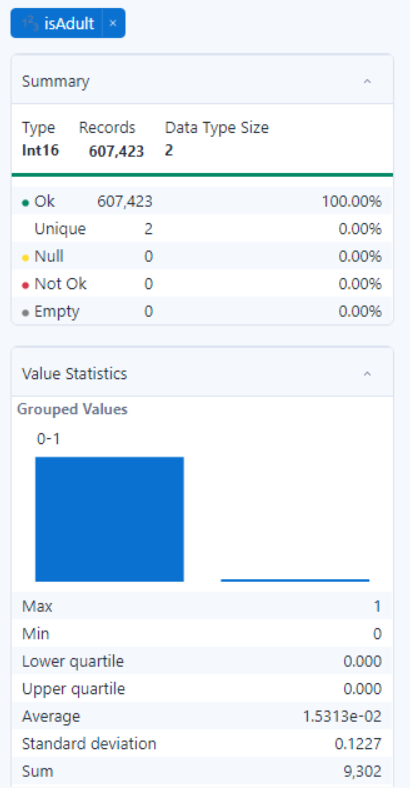 123 isAdult ×
Summary
Type Records Data Type Size
Int16 607,423 2
Ok 607,423 100.00%
Unique 2 0.00%
Null 0 0.00%
Not Ok 0 0.00%
Empty 0 0.00%
Value Statistics
Grouped Values
0-1
Max 1
Min 0
Lower quartile 0.000
Upper quartile 0.000
Average 1.5313e-02
Standard deviation 0.1227
Sum 9,302